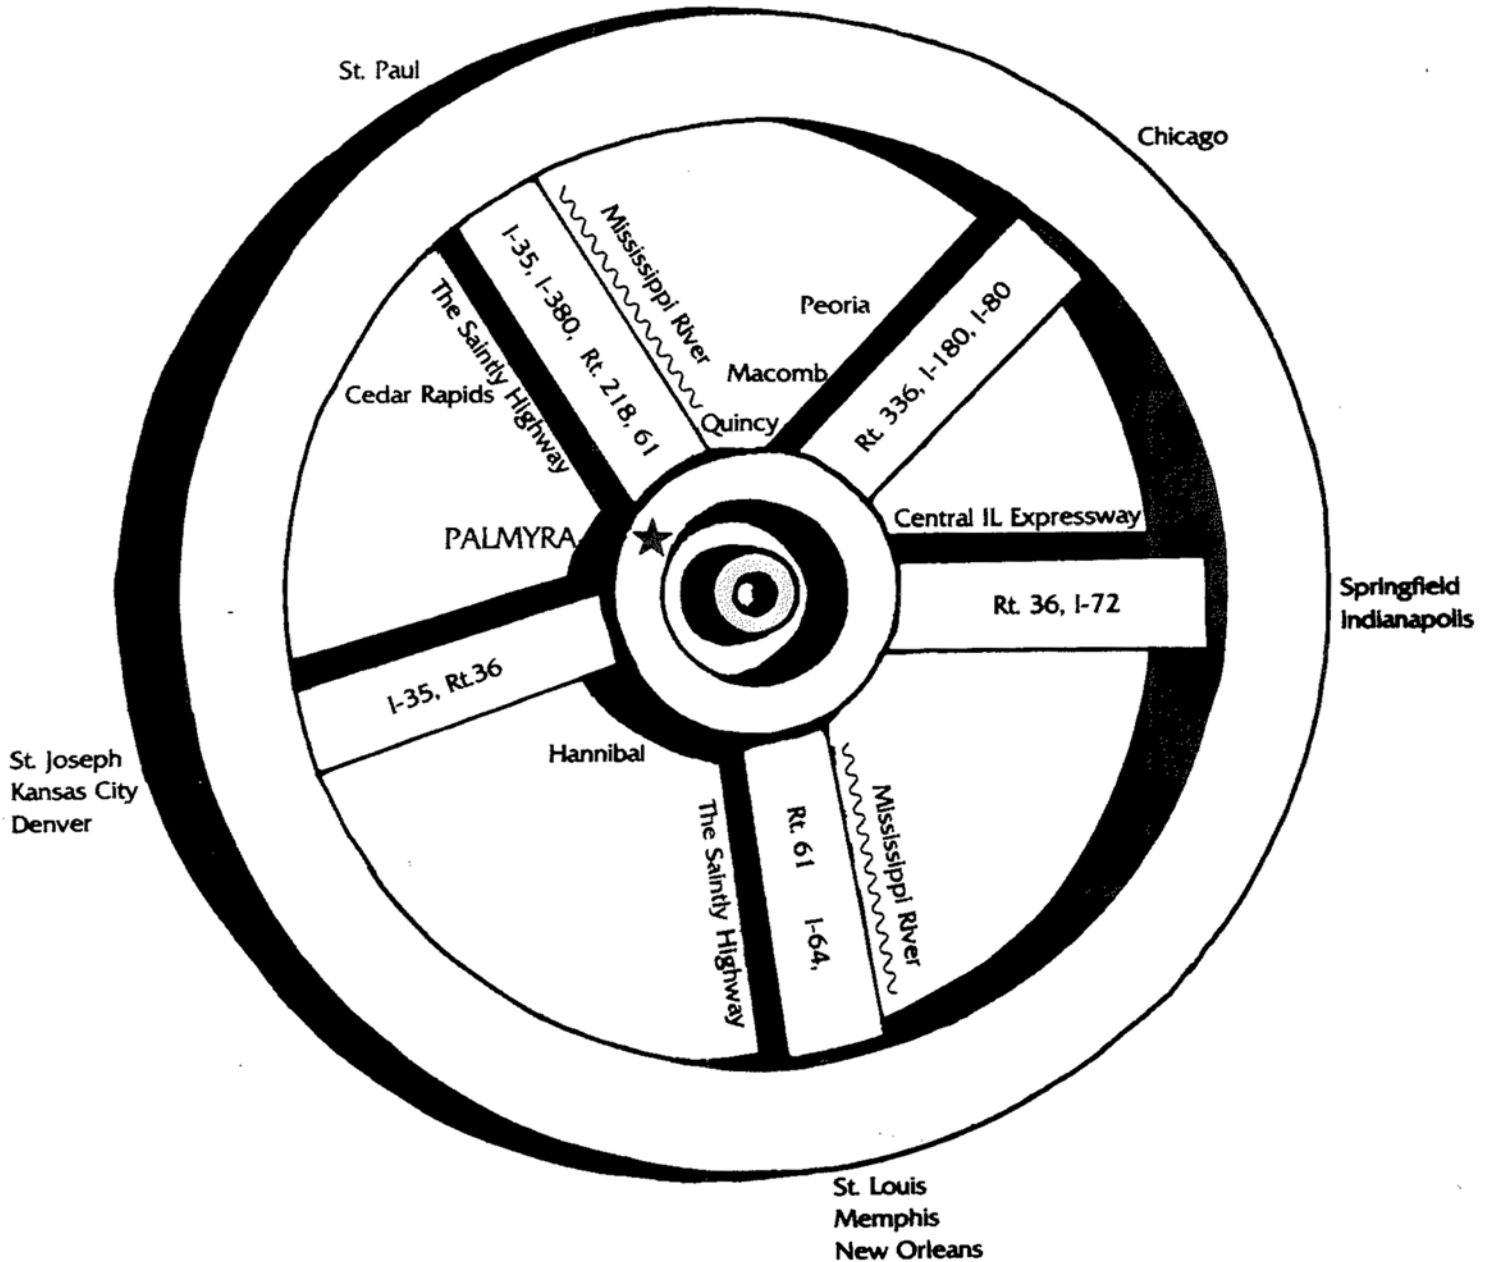 St. Paul
Chicago
I-35, I-380, Rt. 218, 61
Mississippi River
The Saintly Highway
Peoria
Macomb
Rt. 336, I-180, I-80
Cedar Rapids
Quincy
Central IL Expressway
PALMYRA
Rt. 36, I-72
Springfield
Indianapolis
I-35, Rt.36
Hannibal
St. Joseph
Kansas City
Denver
The Saintly Highway
Rt. 61 I-64,
Mississippi River
St. Louis
Memphis
New Orleans